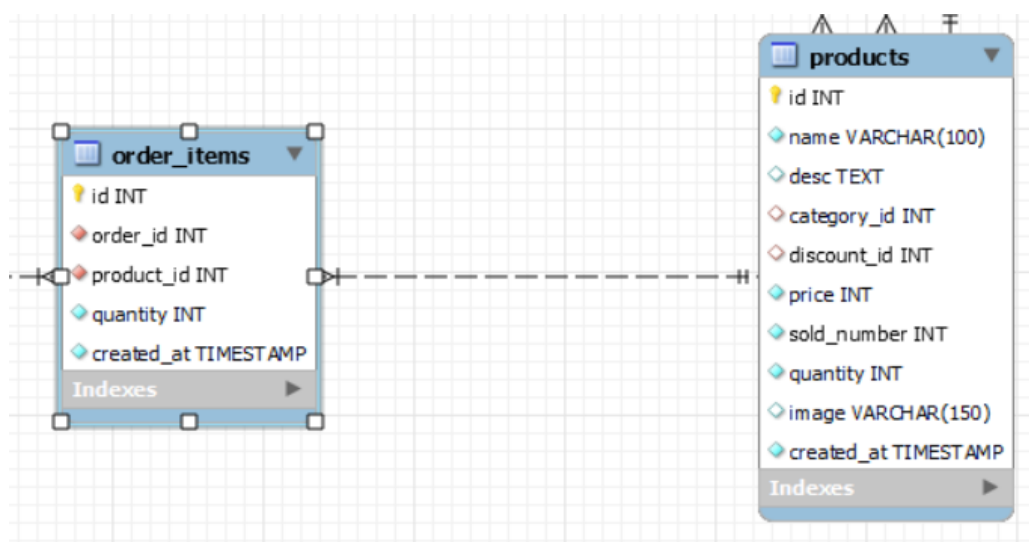 order_items
id INT
order_id INT
product_id INT
quantity INT
created_at TIMESTAMP
Indexes
products
id INT
name VARCHAR(100)
desc TEXT
category_id INT
discount_id INT
price INT
sold_number INT
quantity INT
image VARCHAR(150)
created_at TIMESTAMP
Indexes